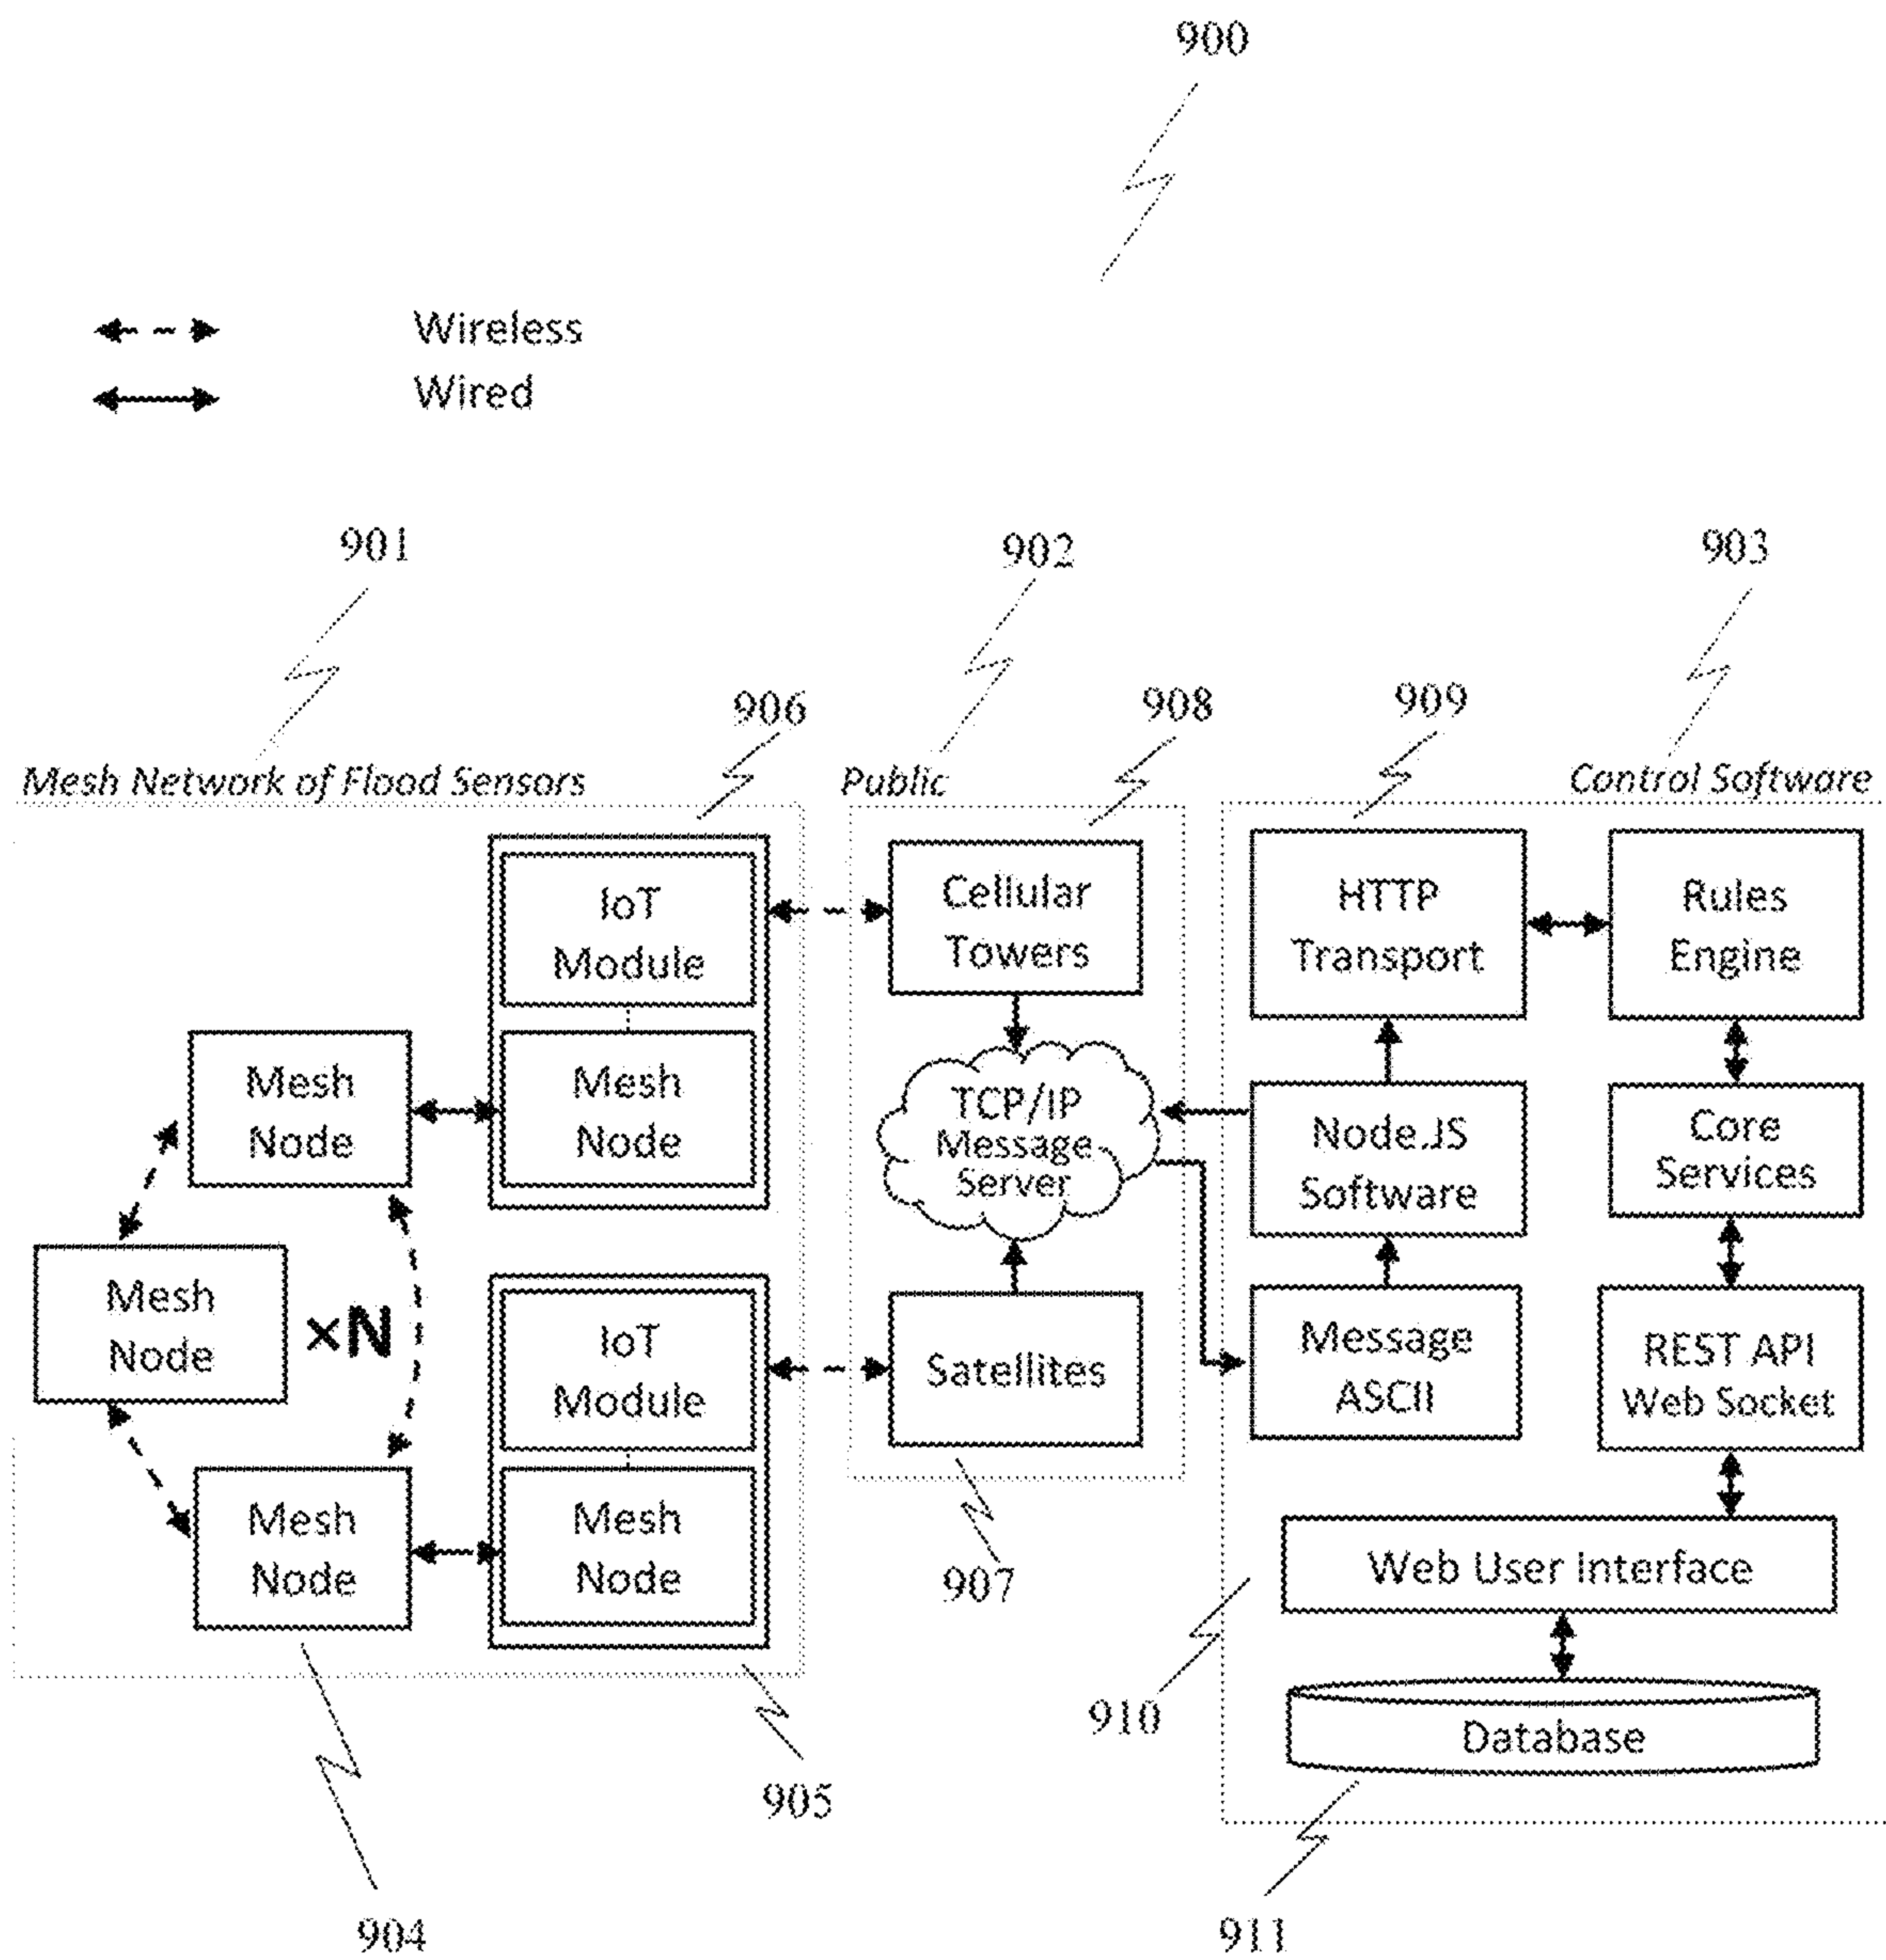 900
Wireless
Wired
901
902
903
906
908
909
Mesh Network of Flood Sensors
Public
Control Software
IoT
Module
Cellular
Towers
HTTP
Transport
Rules
Engine
Mesh
Node
Mesh
Node
TCP/IP
Message
Server
Node.JS
Software
Core
Services
Mesh
Node
×N
IoT
Module
Satellites
Message
ASCII
REST API
Web Socket
Mesh
Node
Mesh
Node
907
Web User Interface
910
Database
905
904
911